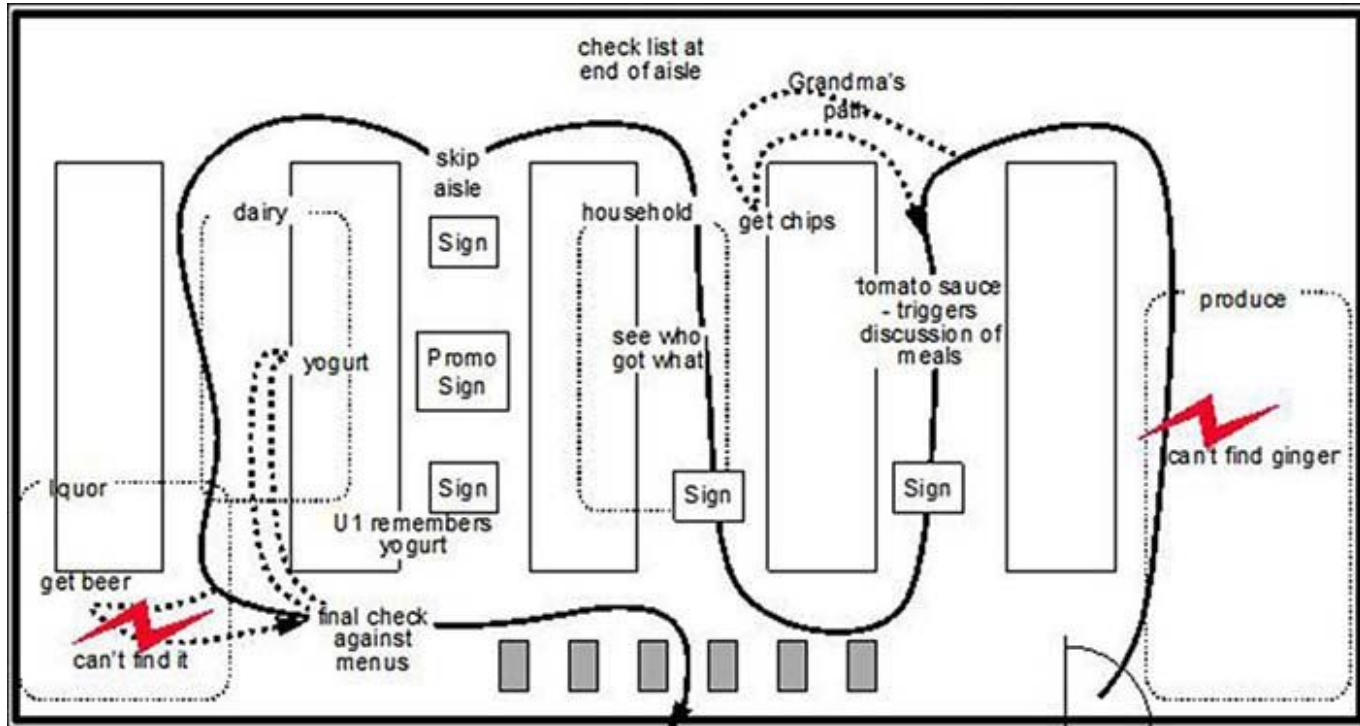 check list at
end of aisle
Grandma's
path
skip
aisle
dairy
Sign
household
get chips
tomato sauce
- triggers
discussion of
meals
produce
see who
got what
yogurt
Promo
Sign
can't find ginger
liquor
Sign
Sign
Sign
U1 remembers
yogurt
get beer
final check
against
menus
can't find it